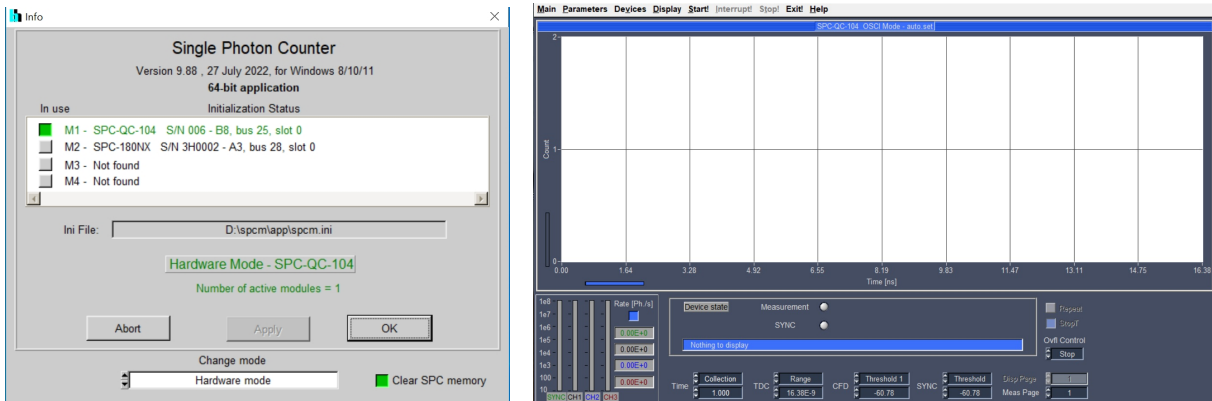 Info
Single Photon Counter
Version 9.88 , 27 July 2022, for Windows 8/10/11
64-bit application
In use Initialization Status
M1 - SPC-QC-104 S/N 006 - B8, bus 25, slot 0
M2 - SPC-180NX S/N 3H0002 - A3, bus 28, slot 0
M3 - Not found
M4 - Not found
Ini File: D:\spcm\app\spcm.ini
Hardware Mode - SPC-QC-104
Number of active modules = 1
Abort Apply OK
Change mode
Hardware mode Clear SPC memory
Main Parameters Devices Display Start! Interrupt! Stop! Exit! Help
SPC-QC-104 OSCI Mode - auto.set
2-
Count
1-
0-
0.00 1.64 3.28 4.92 6.55 8.19 9.83 11.47 13.11 14.75 16.38
Time [ns]
1e8 Rate [Ph./s] Device state Measurement Repeat
1e7
1e6 SYNC StopT
1e5 0.00E+0
1e4 0.00E+0 Nothing to display Ovfl Control
1e3 0.00E+0 Stop
100 0.00E+0
10
SYNC CH1 CH2 CH3
Time Collection TDC Range CFD Threshold 1 SYNC Threshold Disp Page 1
1.000 16.38E-9 -60.78 -60.78 Meas Page 1